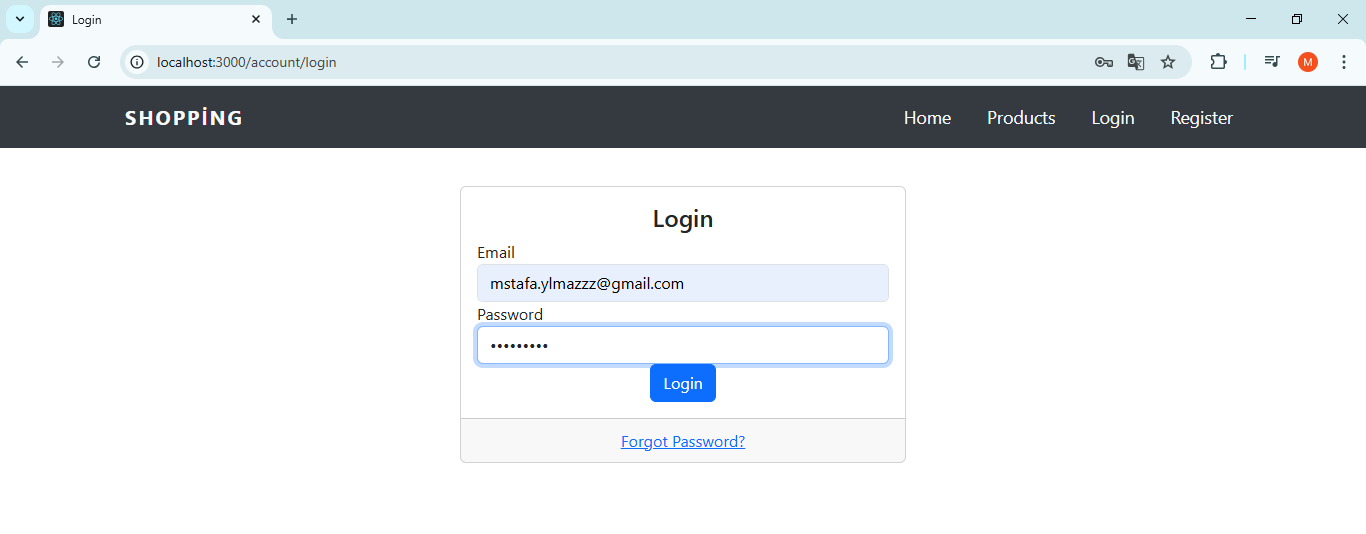 Login
localhost:3000/account/login
M
SHOPPİNG
Home Products Login Register
Login
Email
mstafa.ylmazzz@gmail.com
Password
•••••••••
Login
Forgot Password?